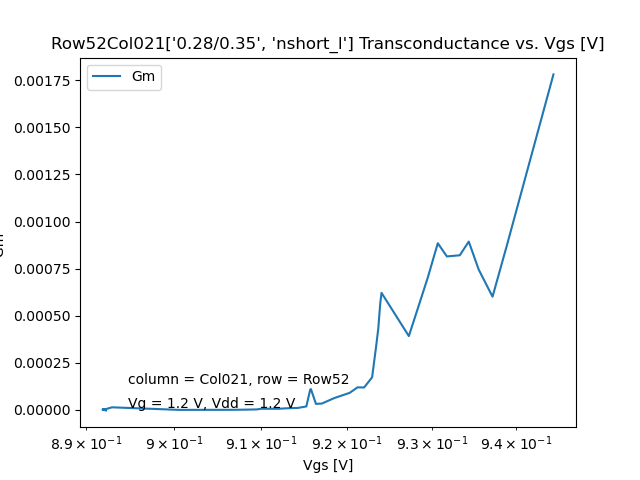 Row52Col021['0.28/0.35', 'nshort_l'] Transconductance vs. Vgs [V]
Gm
0.00175
0.00150
0.00125
0.00100
0.00075
0.00050
0.00025
0.00000
Gm
column = Col021, row = Row52
Vg = 1.2 V, Vdd = 1.2 V
8.9 × 10⁻¹ 9 × 10⁻¹ 9.1 × 10⁻¹ 9.2 × 10⁻¹ 9.3 × 10⁻¹ 9.4 × 10⁻¹
Vgs [V]